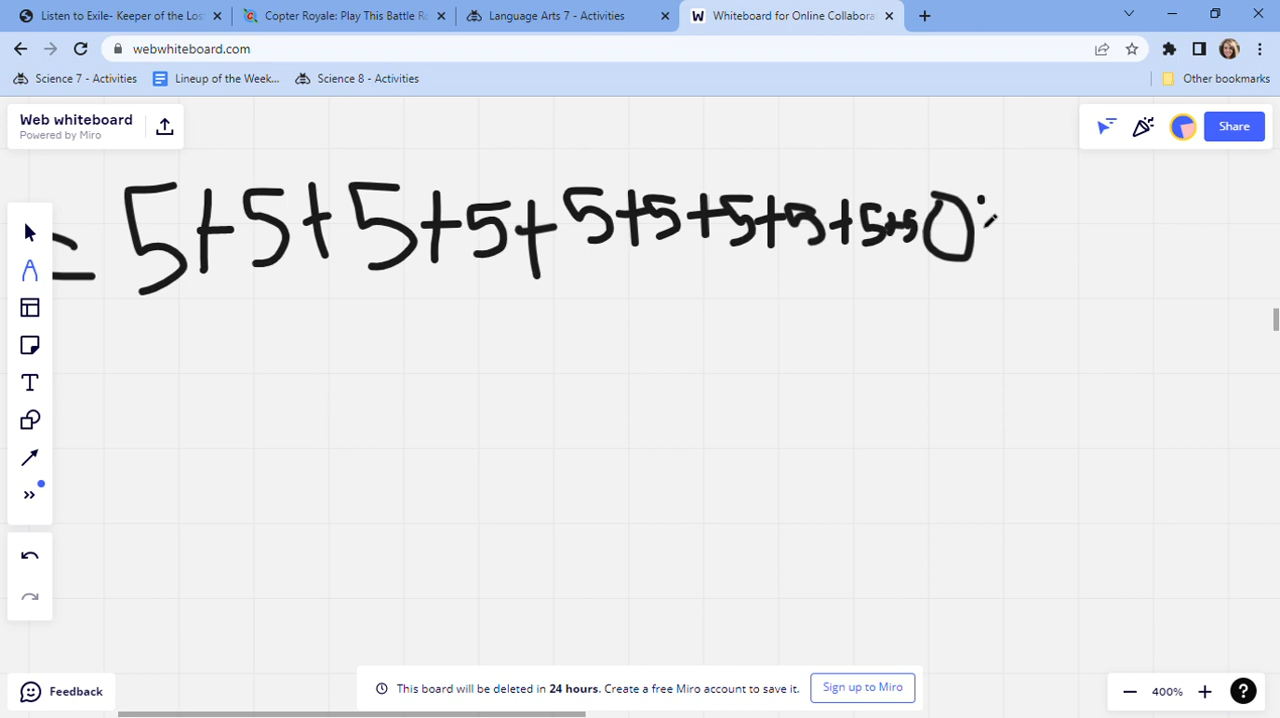 Listen to Exile- Keeper of the Los
Copter Royale: Play This Battle Ro
Language Arts 7 - Activities
Whiteboard for Online Collabora
webwhiteboard.com
Science 7 - Activities
Lineup of the Week...
Science 8 - Activities
Other bookmarks
Web whiteboard
Powered by Miro
Share
= 5+5+5+5+5+5+5+5+5+50
T
Feedback
This board will be deleted in 24 hours. Create a free Miro account to save it.
Sign up to Miro
400%